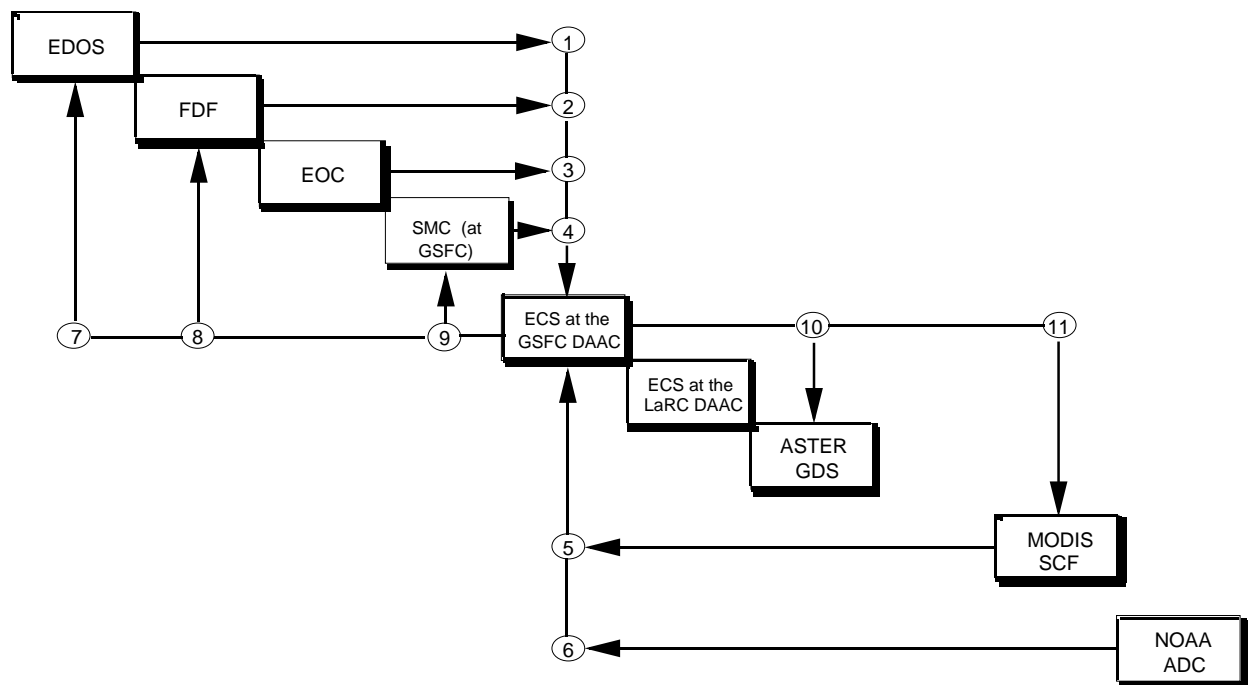 EDOS
1
FDF
2
EOC
3
SMC (at
GSFC)
4
ECS at the
GSFC DAAC
7
8
9
10
11
ECS at the
LaRC DAAC
ASTER
GDS
5
MODIS
SCF
6
NOAA
ADC